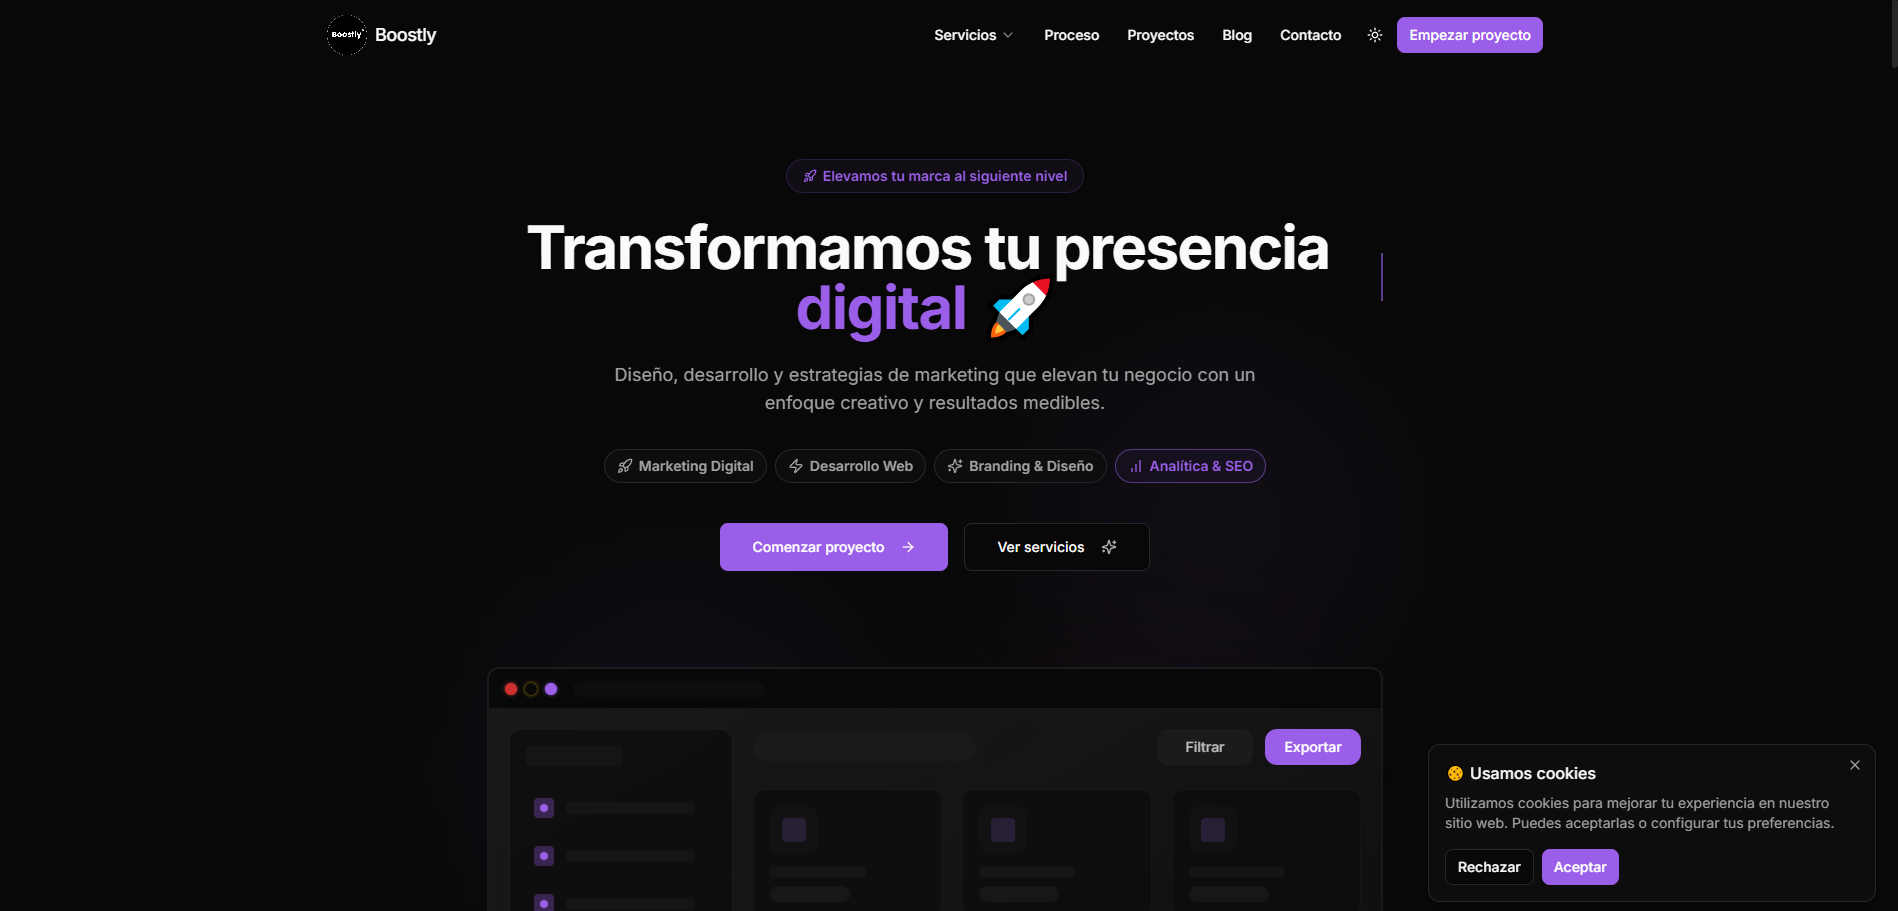 Boostly
Boostly
Servicios
Proceso
Proyectos
Blog
Contacto
Empezar proyecto
Elevamos tu marca al siguiente nivel
Transformamos tu presencia
digital 🚀
Diseño, desarrollo y estrategias de marketing que elevan tu negocio con un
enfoque creativo y resultados medibles.
Marketing Digital
Desarrollo Web
Branding & Diseño
Analítica & SEO
Comenzar proyecto
Ver servicios
Filtrar
Exportar
Usamos cookies
Utilizamos cookies para mejorar tu experiencia en nuestro
sitio web. Puedes aceptarlas o configurar tus preferencias.
Rechazar
Aceptar